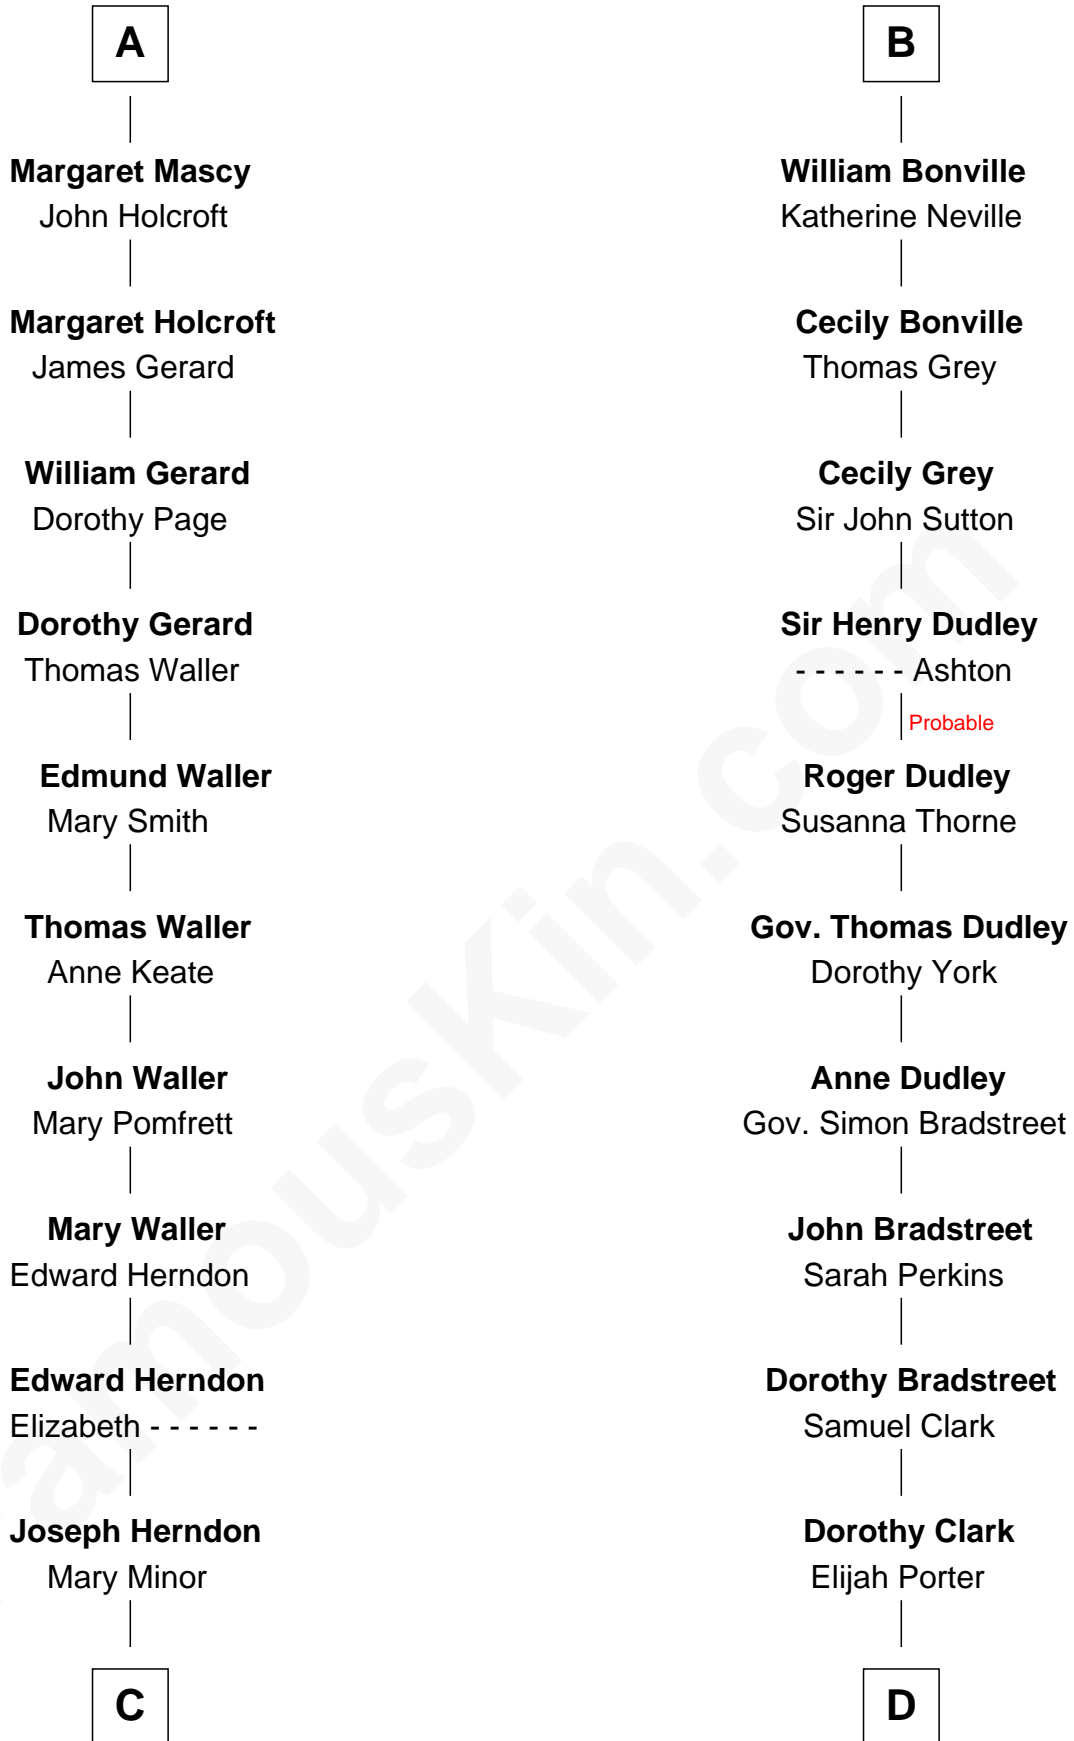 A
Margaret Mascy
John Holcroft
Margaret Holcroft
James Gerard
William Gerard
Dorothy Page
Dorothy Gerard
Thomas Waller
Edmund Waller
Mary Smith
Thomas Waller
Anne Keate
John Waller
Mary Pomfrett
Mary Waller
Edward Herndon
Edward Herndon
Elizabeth - - - - - -
Joseph Herndon
Mary Minor
C
B
William Bonville
Katherine Neville
Cecily Bonville
Thomas Grey
Cecily Grey
Sir John Sutton
Sir Henry Dudley
- - - - - - Ashton
Probable
Roger Dudley
Susanna Thorne
Gov. Thomas Dudley
Dorothy York
Anne Dudley
Gov. Simon Bradstreet
John Bradstreet
Sarah Perkins
Dorothy Bradstreet
Samuel Clark
Dorothy Clark
Elijah Porter
D
amouskin.com